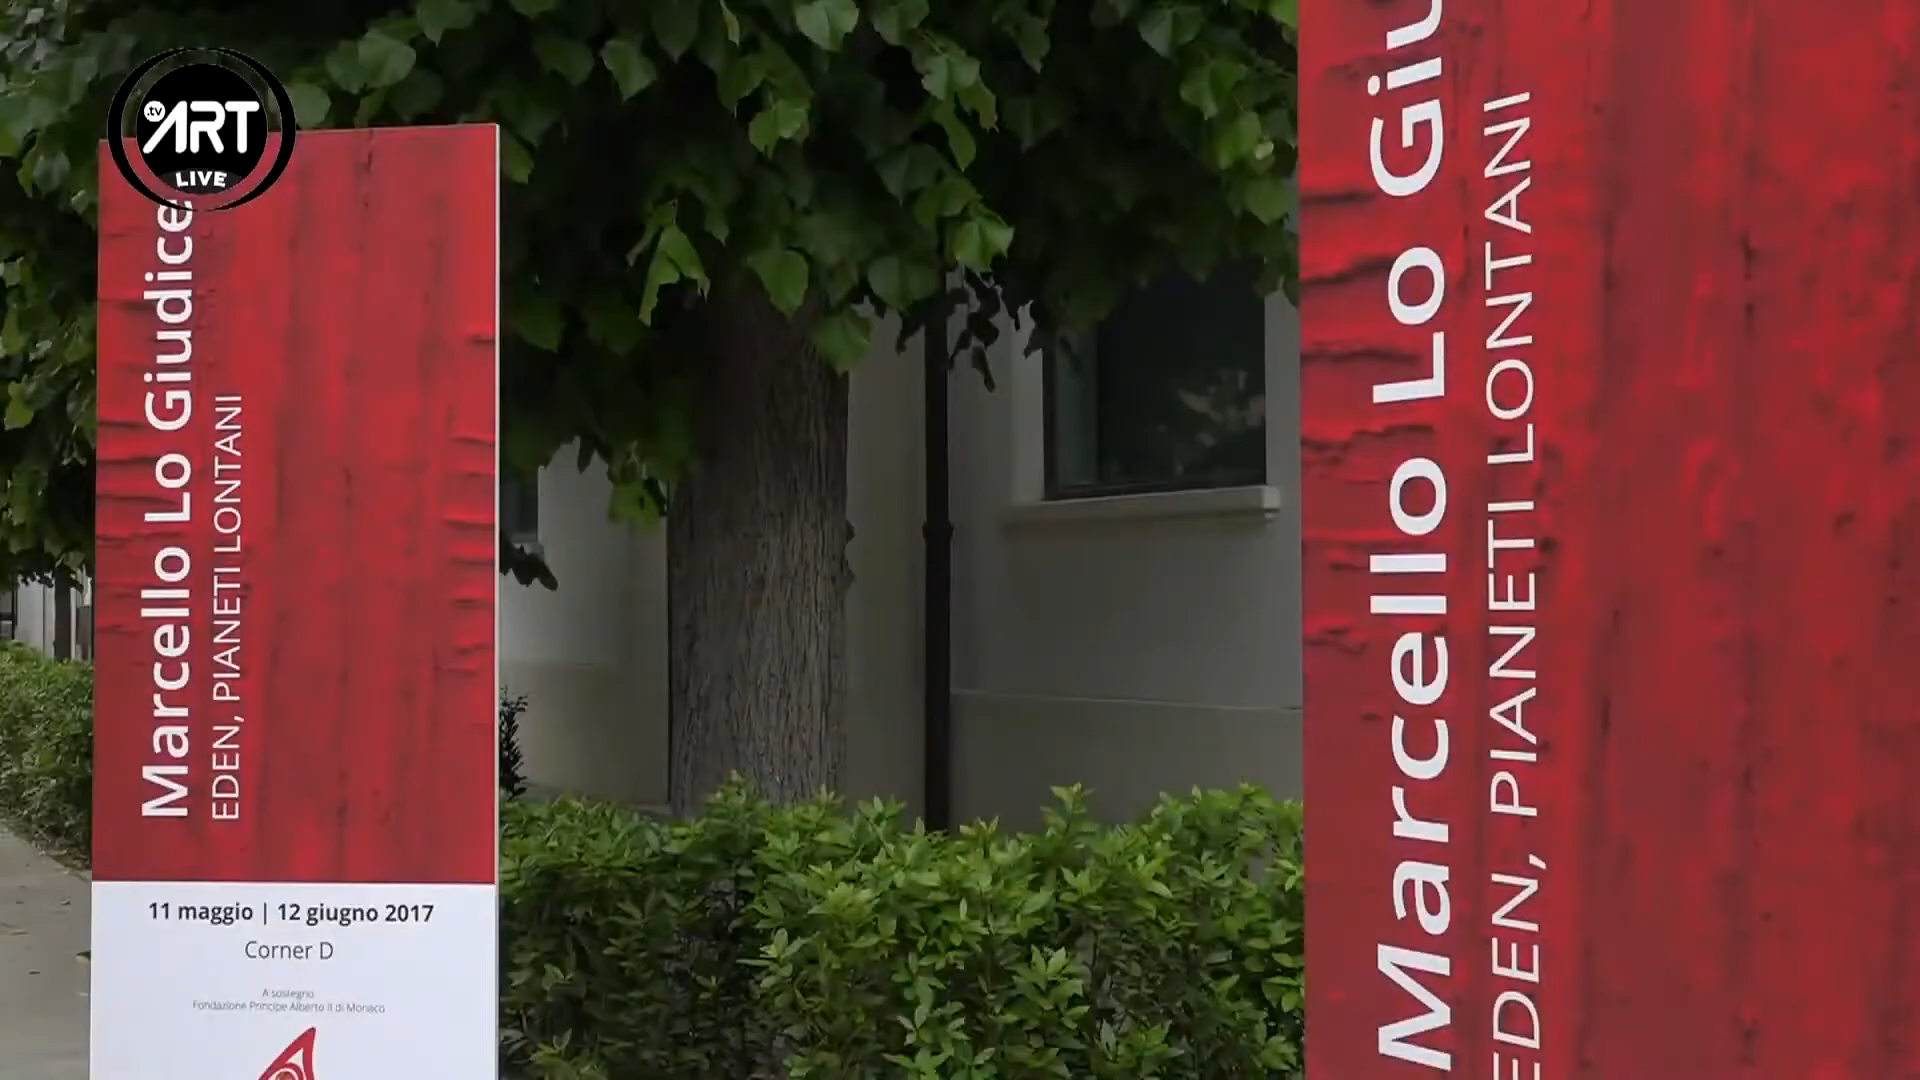 .tv
ART
LIVE
Marcello Lo Giudice
EDEN, PIANETI LONTANI
11 maggio | 12 giugno 2017
Corner D
A sostegno
Fondazione Principe Alberto II di Monaco
Marcello Lo Giu
EDEN, PIANETI LONTANI